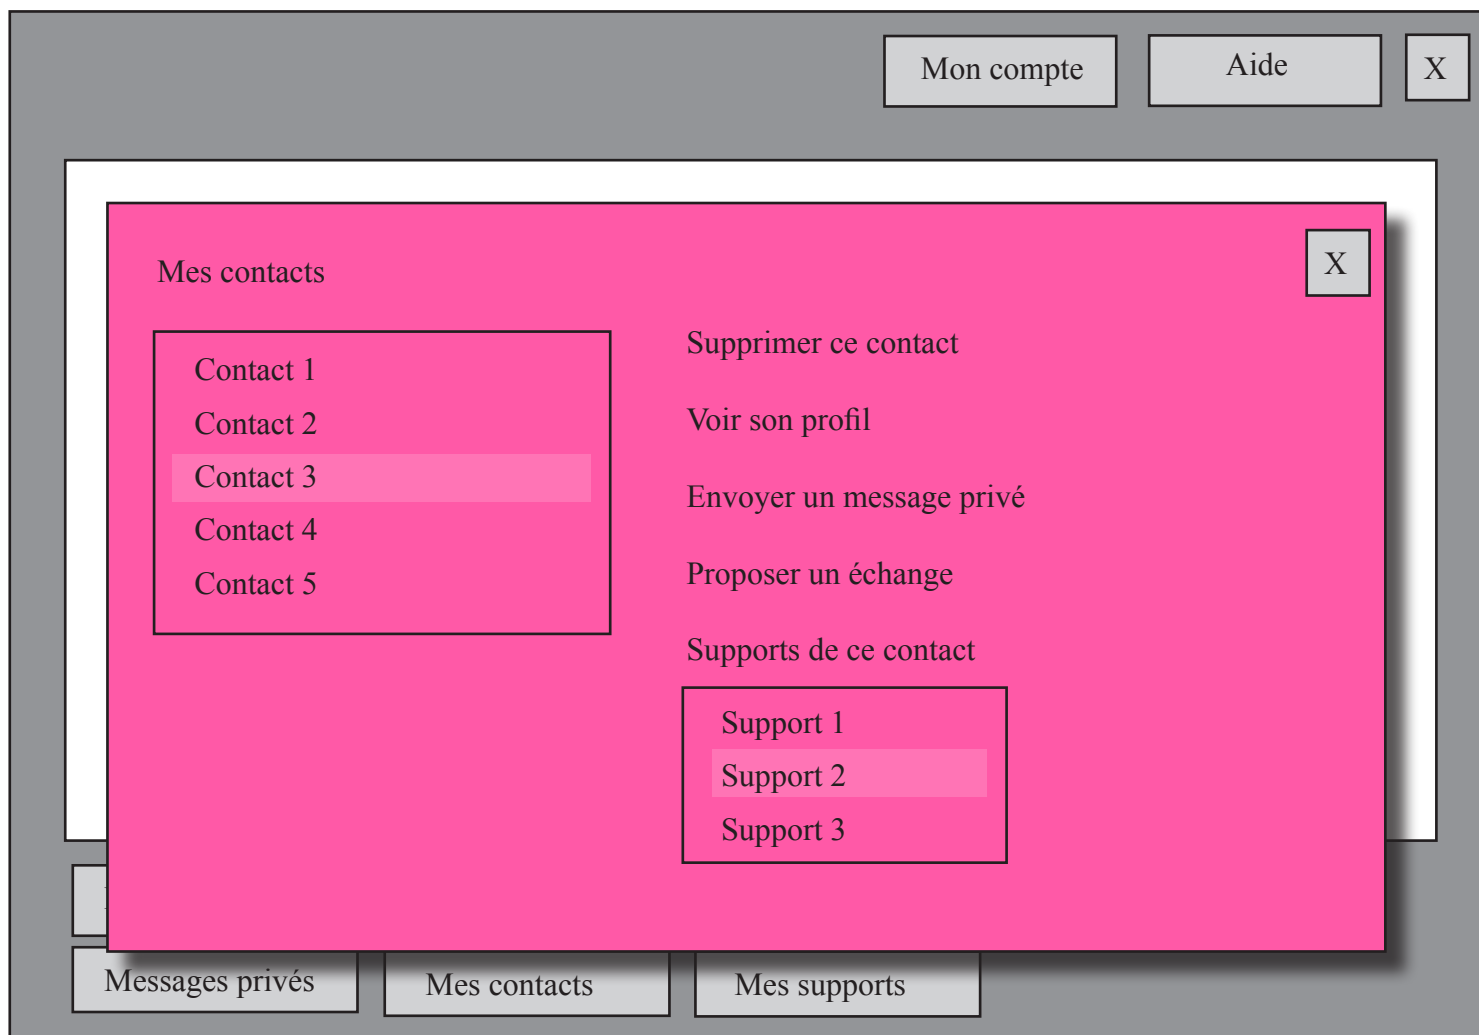 Mon compte
Aide
X
Mes contacts
X
Contact 1
Contact 2
Contact 3
Contact 4
Contact 5
Supprimer ce contact
Voir son profil
Envoyer un message privé
Proposer un échange
Supports de ce contact
Support 1
Support 2
Support 3
Messages privés
Mes contacts
Mes supports